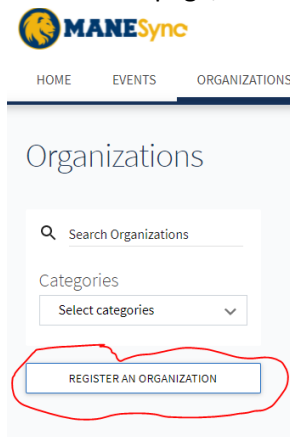 MANESync
HOME EVENTS ORGANIZATIONS
Organizations
Search Organizations
Categories
Select categories
REGISTER AN ORGANIZATION